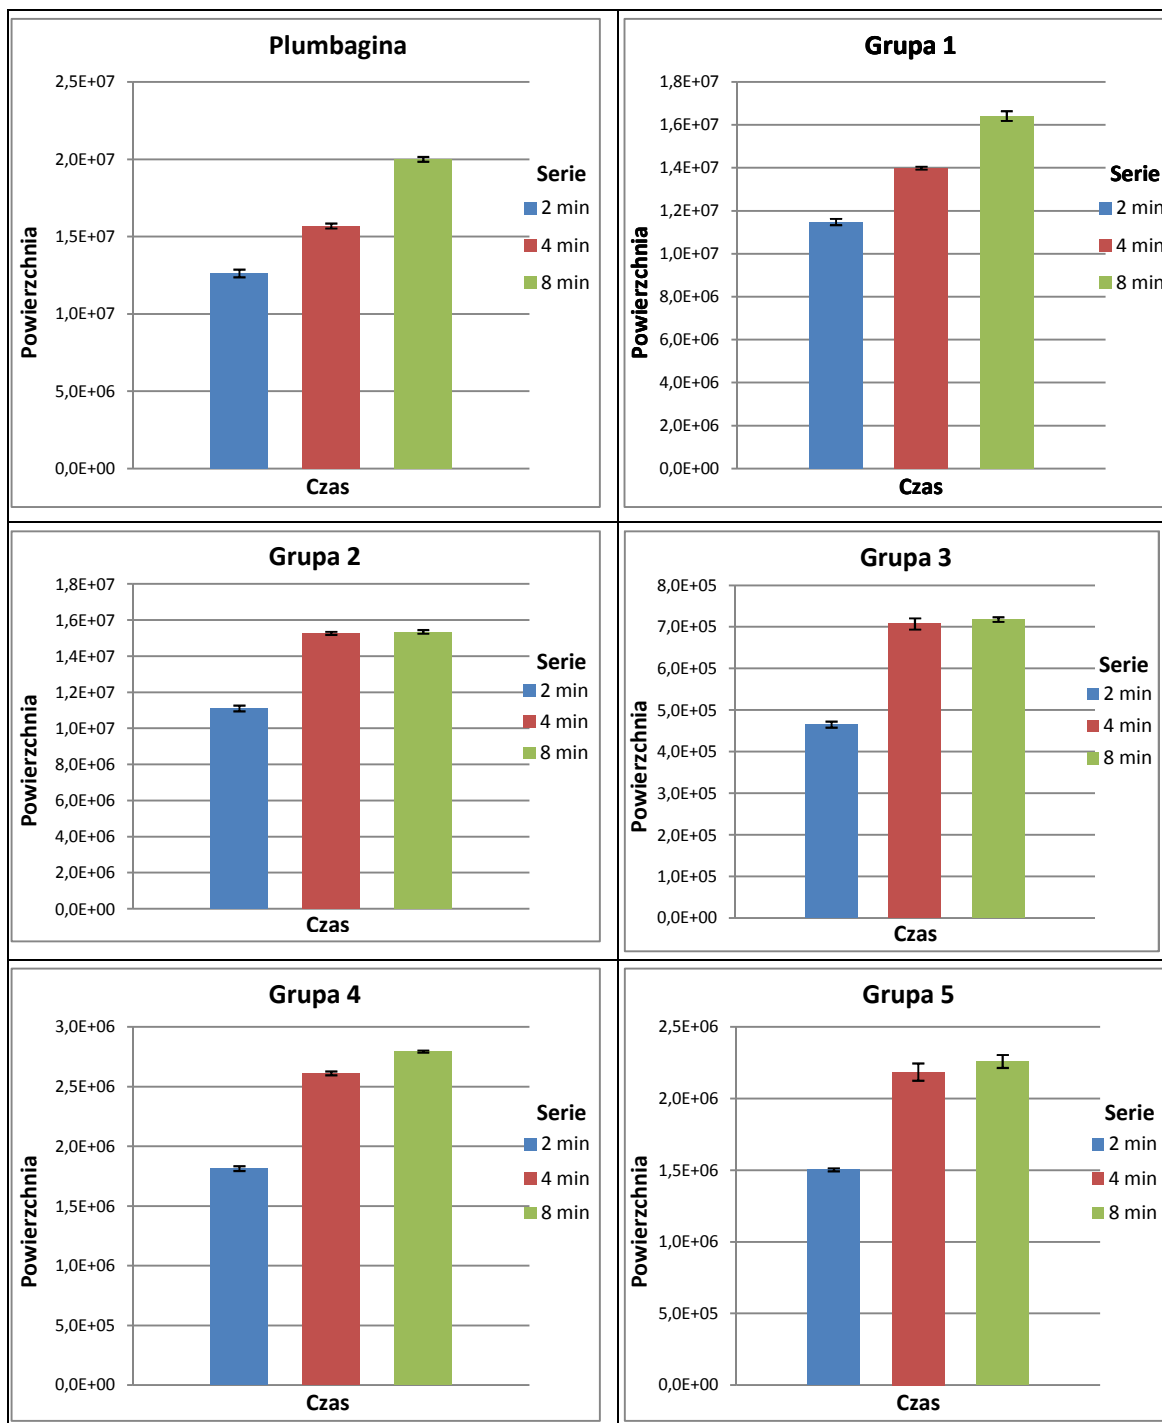 Plumbagina
2,5E+07
2,0E+07
1,5E+07
1,0E+07
5,0E+06
0,0E+00
Powierzchnia
Czas
Serie
2 min
4 min
8 min
Grupa 1
1,8E+07
1,6E+07
1,4E+07
1,2E+07
1,0E+07
8,0E+06
6,0E+06
4,0E+06
2,0E+06
0,0E+00
Powierzchnia
Czas
Serie
2 min
4 min
8 min
Grupa 2
1,8E+07
1,6E+07
1,4E+07
1,2E+07
1,0E+07
8,0E+06
6,0E+06
4,0E+06
2,0E+06
0,0E+00
Powierzchnia
Czas
Serie
2 min
4 min
8 min
Grupa 3
8,0E+05
7,0E+05
6,0E+05
5,0E+05
4,0E+05
3,0E+05
2,0E+05
1,0E+05
0,0E+00
Powierzchnia
Czas
Serie
2 min
4 min
8 min
Grupa 4
3,0E+06
2,5E+06
2,0E+06
1,5E+06
1,0E+06
5,0E+05
0,0E+00
Powierzchnia
Czas
Serie
2 min
4 min
8 min
Grupa 5
2,5E+06
2,0E+06
1,5E+06
1,0E+06
5,0E+05
0,0E+00
Powierzchnia
Czas
Serie
2 min
4 min
8 min